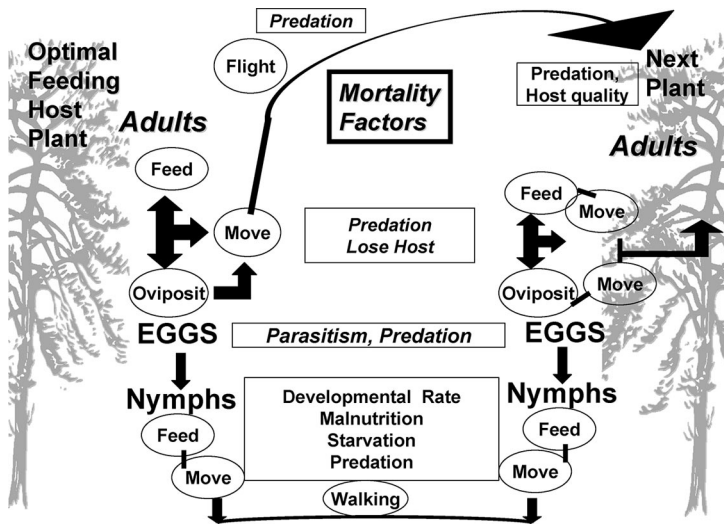 Predation
Optimal
Feeding
Host
Plant
Flight
Next
Plant
Predation,
Host quality
Mortality
Factors
Adults
Adults
Feed
Feed
Move
Move
Predation
Lose Host
Oviposit
Oviposit
Move
EGGS
Parasitism, Predation
EGGS
Nymphs
Developmental Rate
Malnutrition
Starvation
Predation
Nymphs
Feed
Feed
Move
Move
Walking